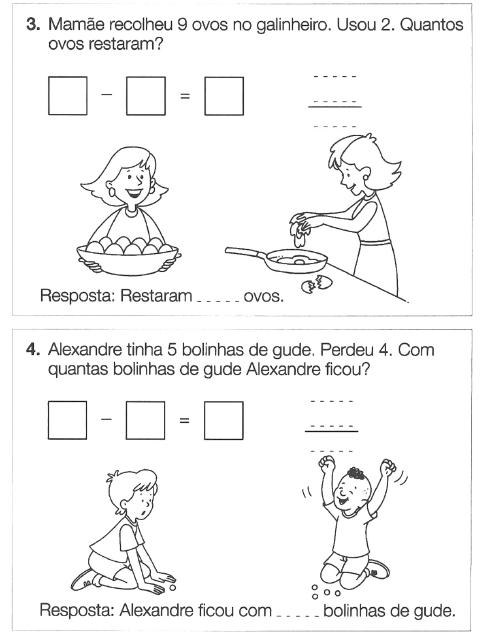 3. Mamãe recolheu 9 ovos no galinheiro. Usou 2. Quantos
ovos restaram?
− =
Resposta: Restaram _ _ _ _ _ ovos.
4. Alexandre tinha 5 bolinhas de gude. Perdeu 4. Com
quantas bolinhas de gude Alexandre ficou?
− =
Resposta: Alexandre ficou com _ _ _ _ _ bolinhas de gude.